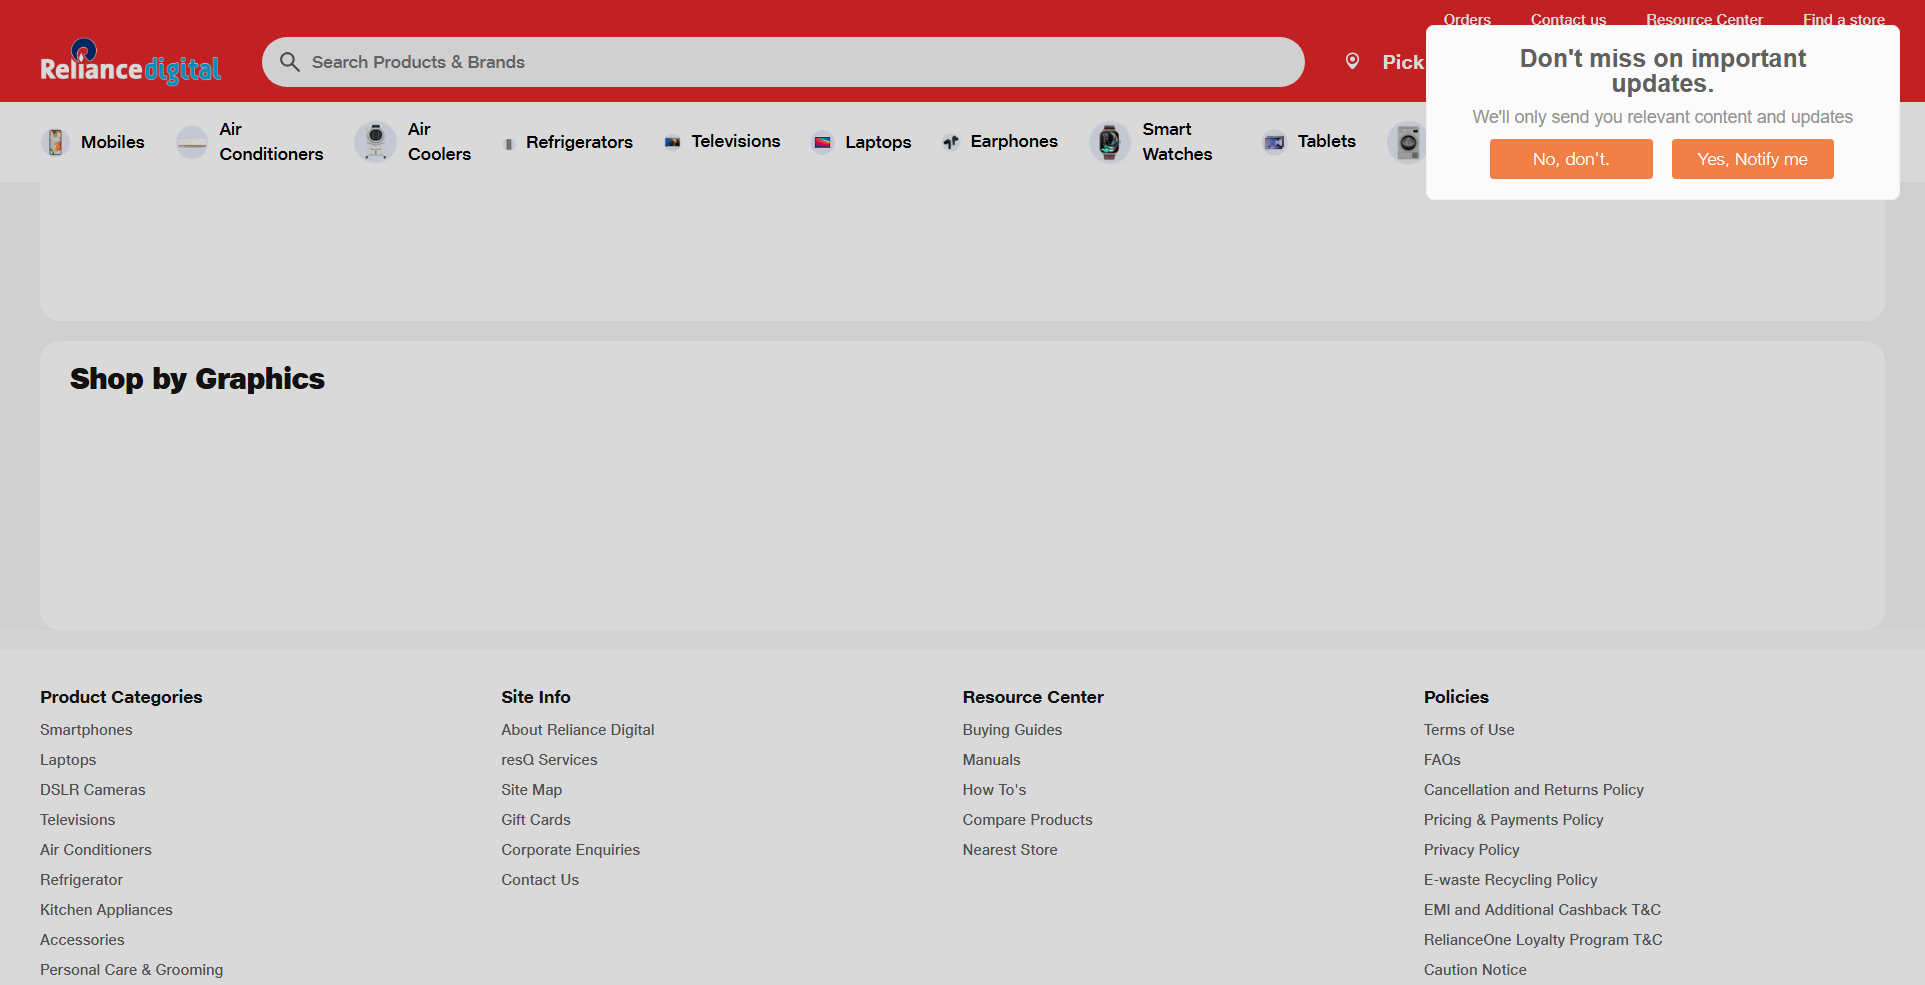 Orders Contact us Resource Center Find a store
Reliance digital
Search Products & Brands
Pick
Don't miss on important
updates.
We'll only send you relevant content and updates
No, don't. Yes, Notify me
Mobiles
Air
Conditioners
Air
Coolers
Refrigerators
Televisions
Laptops
Earphones
Smart
Watches
Tablets
Shop by Graphics
Product Categories
Smartphones
Laptops
DSLR Cameras
Televisions
Air Conditioners
Refrigerator
Kitchen Appliances
Accessories
Personal Care & Grooming
Site Info
About Reliance Digital
resQ Services
Site Map
Gift Cards
Corporate Enquiries
Contact Us
Resource Center
Buying Guides
Manuals
How To's
Compare Products
Nearest Store
Policies
Terms of Use
FAQs
Cancellation and Returns Policy
Pricing & Payments Policy
Privacy Policy
E-waste Recycling Policy
EMI and Additional Cashback T&C
RelianceOne Loyalty Program T&C
Caution Notice